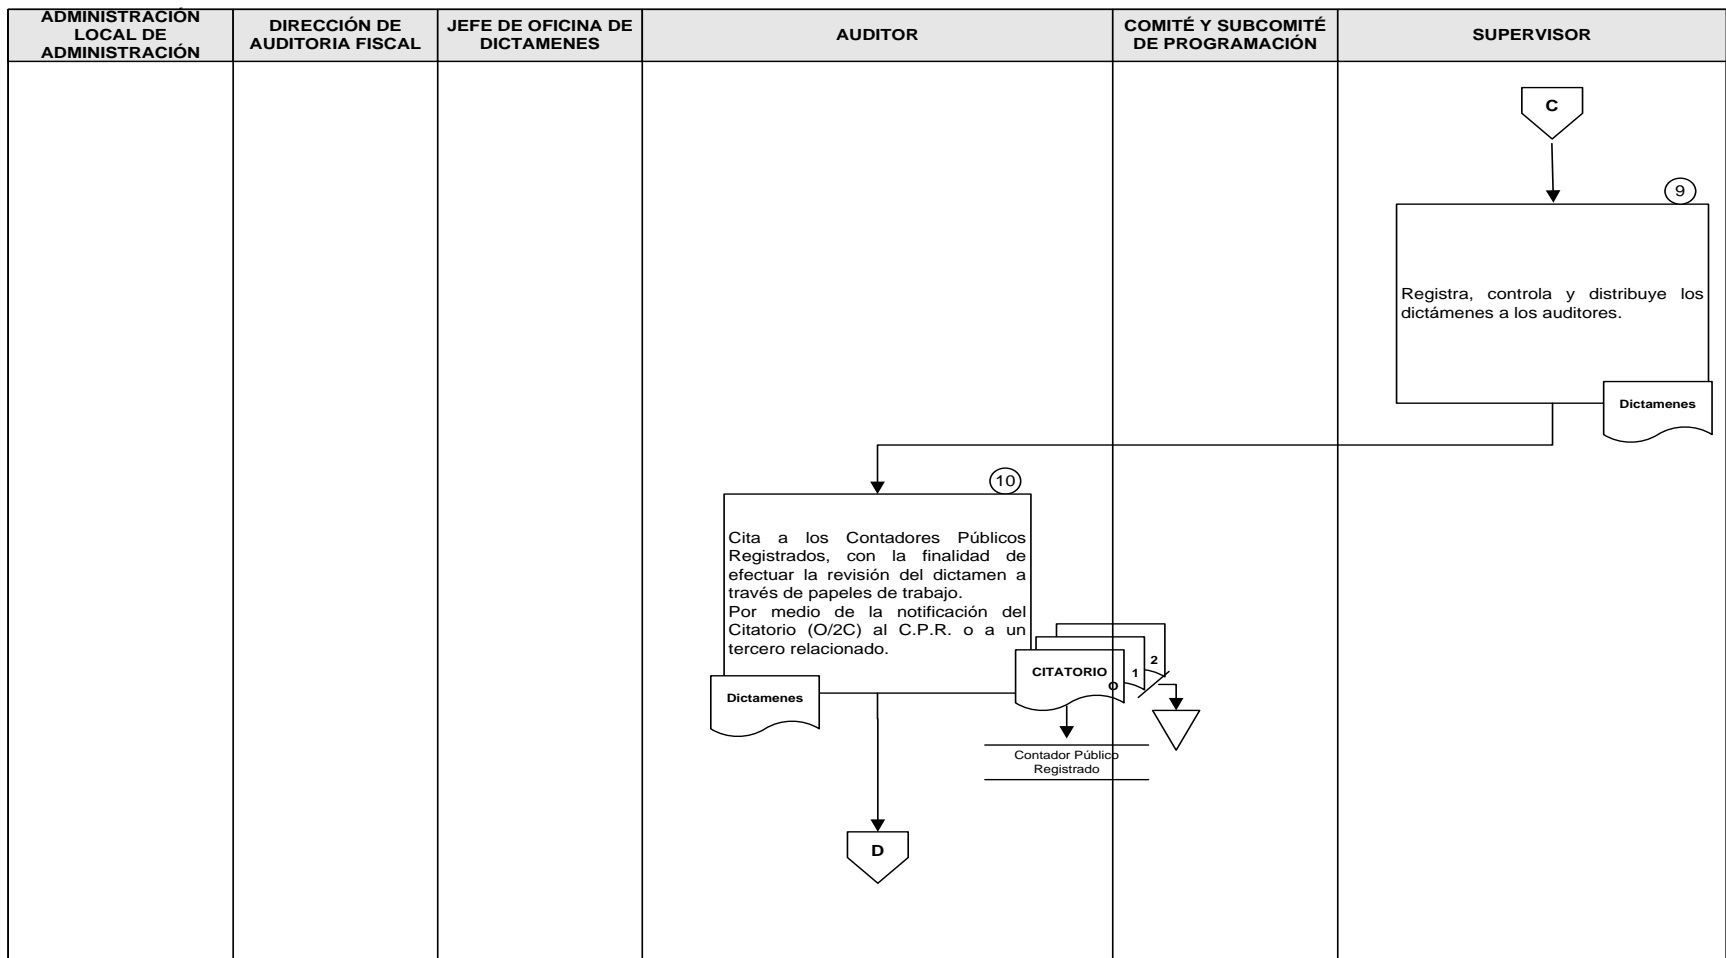 ADMINISTRACIÓN
LOCAL DE
ADMINISTRACIÓN
DIRECCIÓN DE
AUDITORIA FISCAL
JEFE DE OFICINA DE
DICTAMENES
AUDITOR
COMITÉ Y SUBCOMITÉ
DE PROGRAMACIÓN
SUPERVISOR
C
9
Registra, controla y distribuye los
dictámenes a los auditores.
Dictamenes
10
Cita a los Contadores Públicos
Registrados, con la finalidad de
efectuar la revisión del dictamen a
través de papeles de trabajo.
Por medio de la notificación del
Citatorio (O/2C) al C.P.R. o a un
tercero relacionado.
Dictamenes
CITATORIO
O
1
2
Contador Público
Registrado
D